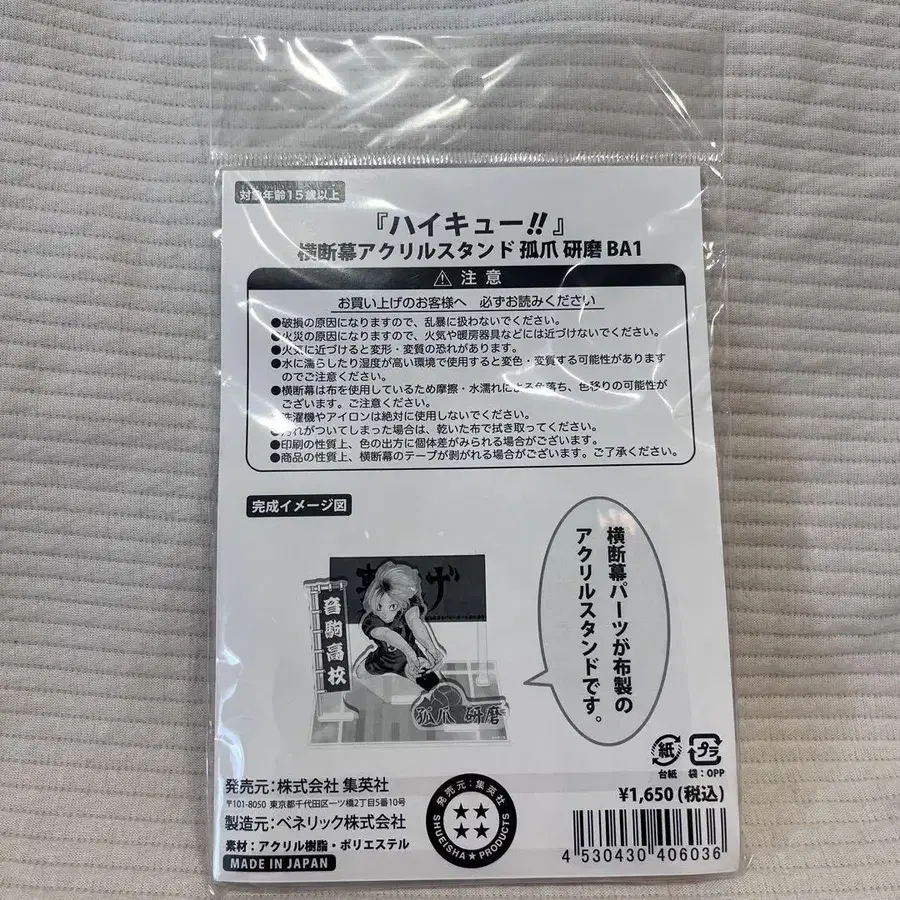 対象年齢15歳以上
『ハイキュー!!』
横断幕アクリルスタンド 孤爪 研磨 BA1
⚠ 注意
お買い上げのお客様へ 必ずお読みください
●破損の原因になりますので、乱暴に扱わないでください。
●火災の原因になりますので、火気や暖房器具などには近づけないでください。
●火気に近づけると変形・変質の恐れがあります。
●水に濡らしたり湿度が高い環境で使用すると変色・変質する可能性があります
のでご注意ください。
●横断幕は布を使用しているため摩擦・水濡れによる色落ち、色移りの可能性が
ございます。ご注意ください。
●洗濯機やアイロンは絶対に使用しないでください。
●汚れがついてしまった場合は、乾いた布で拭き取ってください。
●印刷の性質上、色の出方に個体差がみられる場合がございます。
●商品の性質上、横断幕のテープが剥がれる場合がございます。ご了承ください。
完成イメージ図
横断幕パーツが布製の
アクリルスタンドです。
音駒高校
孤爪 研磨
紙
台紙
プラ
袋:OPP
¥1,650(税込)
発売元:株式会社 集英社
〒101-8050 東京都千代田区一ツ橋2丁目5番10号
製造元:ベネリック株式会社
素材:アクリル樹脂・ポリエステル
MADE IN JAPAN
発売元:集英社
SHUEISHA★PRODUCTS
4 530430 406036